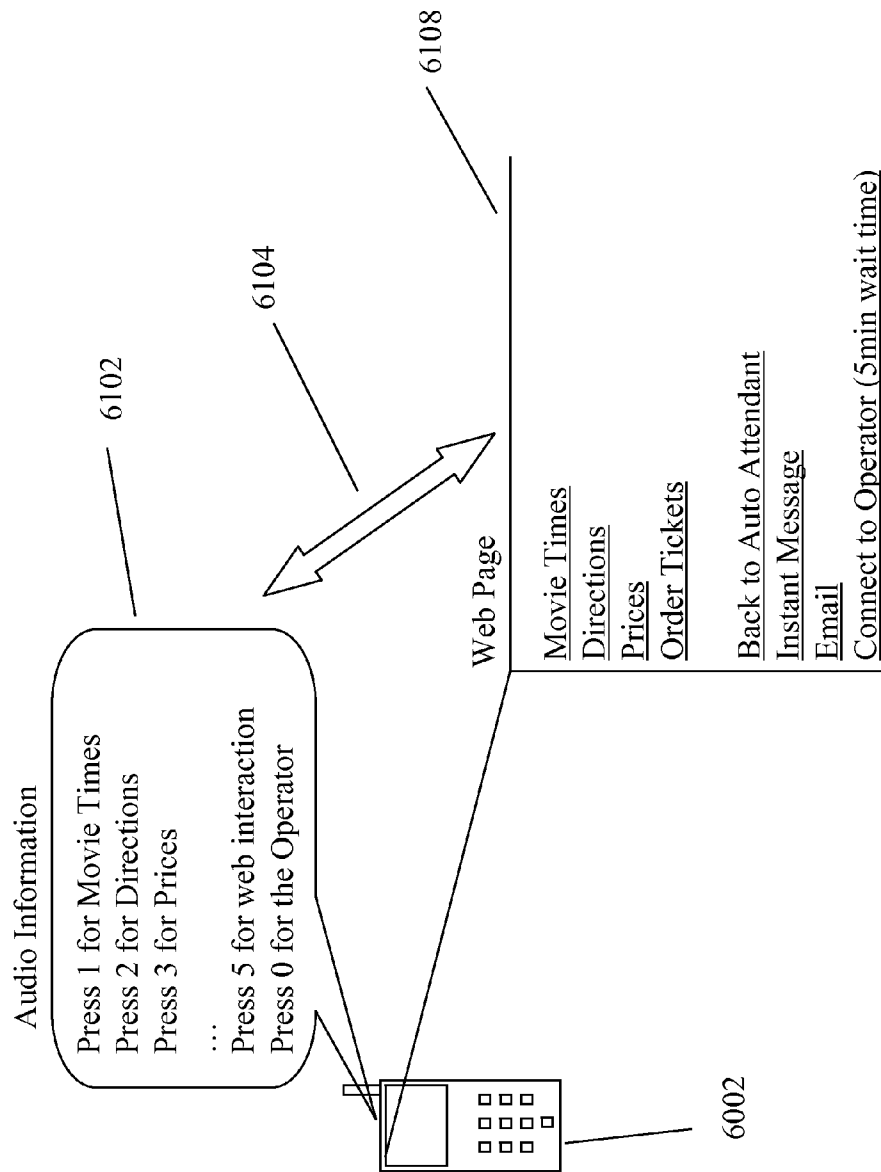 Audio Information
Press 1 for Movie Times
Press 2 for Directions
Press 3 for Prices
…
Press 5 for web interaction
Press 0 for the Operator
6102
6104
6108
6002
Web Page
Movie Times
Directions
Prices
Order Tickets
Back to Auto Attendant
Instant Message
Email
Connect to Operator (5min wait time)